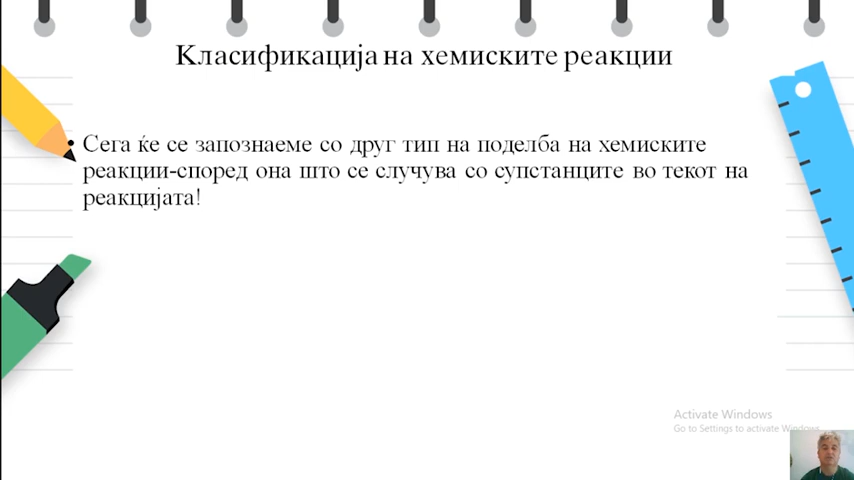 Класификација на хемиските реакции
• Сега ќе се запознаеме со друг тип на поделба на хемиските
реакции-според она што се случува со супстанците во текот на
реакцијата!
Activate Windows
Go to Settings to activate Windows.